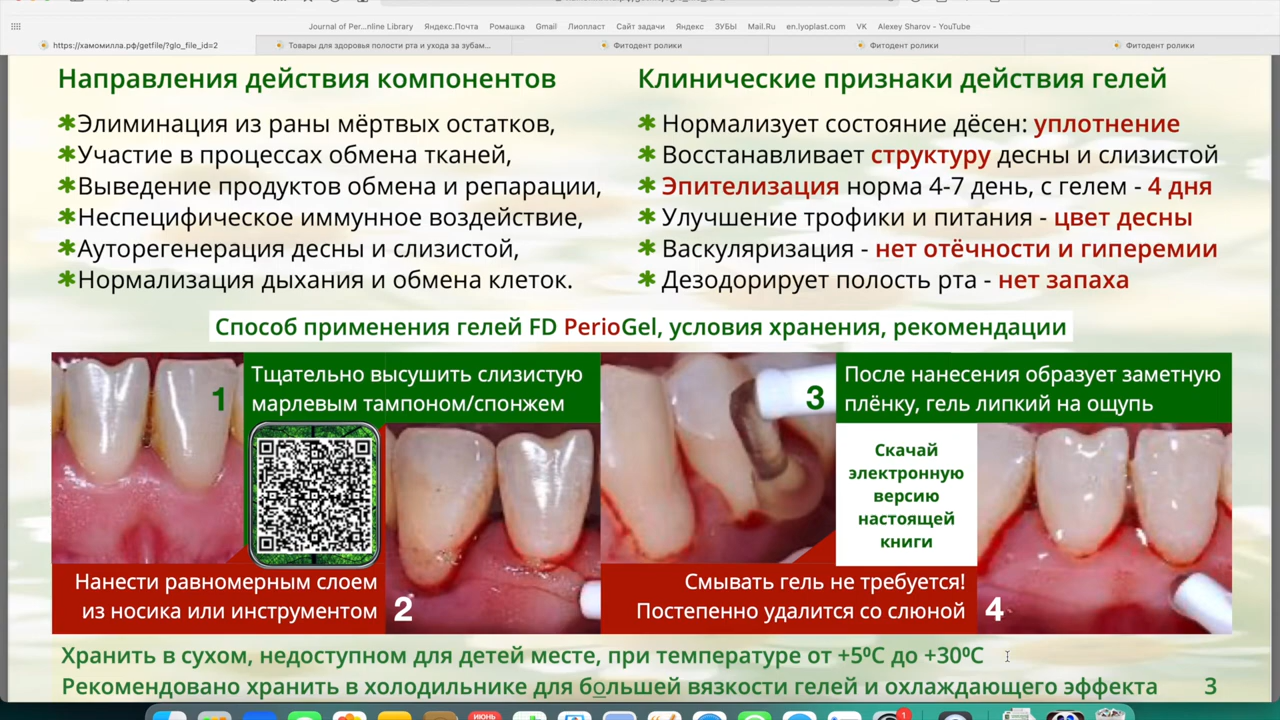 Journal of Per...nline Library Яндекс.Почта Ромашка Gmail Лиопласт Сайт задачи Яндекс ZУБЫ Mail.Ru en.lyoplast.com VK Alexey Sharov - YouTube
https://хамомилла.рф/getfile/?glo_file_id=2 Товары для здоровья полости рта и ухода за зубам... Фитодент ролики Фитодент ролики Фитодент ролики
Направления действия компонентов
✱Элиминация из раны мёртвых остатков,
✱Участие в процессах обмена тканей,
✱Выведение продуктов обмена и репарации,
✱Неспецифическое иммунное воздействие,
✱Ауторегенерация десны и слизистой,
✱Нормализация дыхания и обмена клеток.
Клинические признаки действия гелей
✱Нормализует состояние дёсен: уплотнение
✱Восстанавливает структуру десны и слизистой
✱Эпителизация норма 4-7 день, с гелем - 4 дня
✱Улучшение трофики и питания - цвет десны
✱Васкуляризация - нет отёчности и гиперемии
✱Дезодорирует полость рта - нет запаха
Способ применения гелей FD PerioGel, условия хранения, рекомендации
1
Тщательно высушить слизистую
марлевым тампоном/спонжем
Нанести равномерным слоем
из носика или инструментом
2
3
После нанесения образует заметную
плёнку, гель липкий на ощупь
Скачай
электронную
версию
настоящей
книги
Смывать гель не требуется!
Постепенно удалится со слюной
4
Хранить в сухом, недоступном для детей месте, при температуре от +5⁰С до +30⁰С
Рекомендовано хранить в холодильнике для большей вязкости гелей и охлаждающего эффекта
3
ИЮНЬ
1